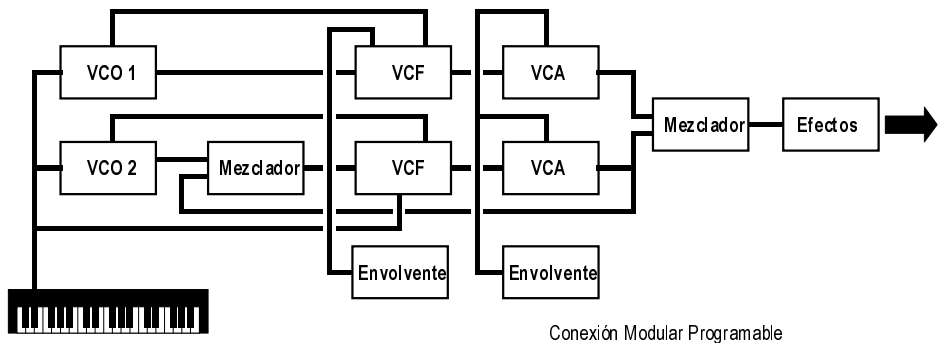 VCO 1
VCF
VCA
Mezclador
Efectos
VCO 2
Mezclador
VCF
VCA
Envolvente
Envolvente
Conexión Modular Programable